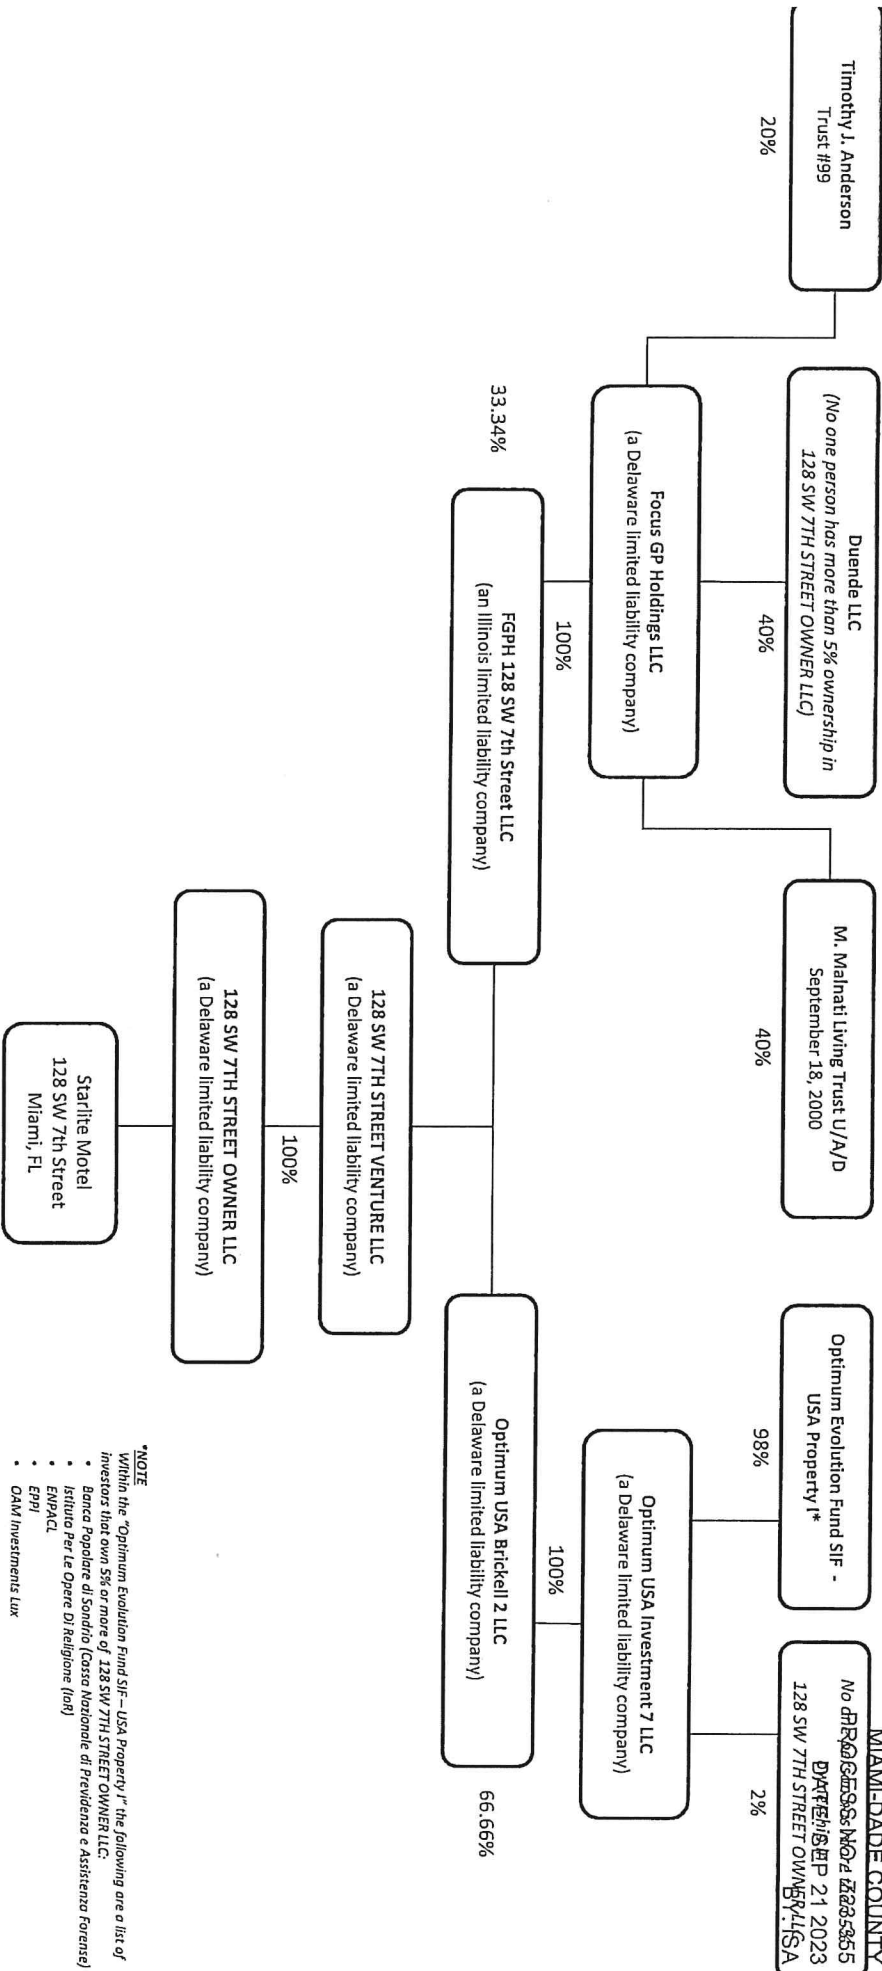 Timothy J. Anderson
Trust #99
20%
Duende LLC
(No one person has more than 5% ownership in
128 SW 7TH STREET OWNER LLC)
40%
M. Malnati Living Trust U/A/D
September 18, 2000
40%
Optimum Evolution Fund SIF -
USA Property I*
98%
MIAMI-DADE COUNTY
PROCESS NO
DATE: SEP 21 2023
BY: ISA
128 SW 7TH STREET OWNER LLC
2%
Focus GP Holdings LLC
(a Delaware limited liability company)
100%
Optimum USA Investment 7 LLC
(a Delaware limited liability company)
100%
33.34%
FGPH 128 SW 7th Street LLC
(an Illinois limited liability company)
Optimum USA Brickell 2 LLC
(a Delaware limited liability company)
66.66%
128 SW 7TH STREET VENTURE LLC
(a Delaware limited liability company)
100%
128 SW 7TH STREET OWNER LLC
(a Delaware limited liability company)
Starlite Motel
128 SW 7th Street
Miami, FL
*NOTE
Within the "Optimum Evolution Fund SIF – USA Property I" the following are a list of
investors that own 5% or more of 128 SW 7TH STREET OWNER LLC:
• Banca Popolare di Sondrio (Cassa Nazionale di Previdenza e Assistenza Forense)
• Istituto Per Le Opere Di Religione (IoR)
• ENPACL
• EPPI
• OAM Investments Lux